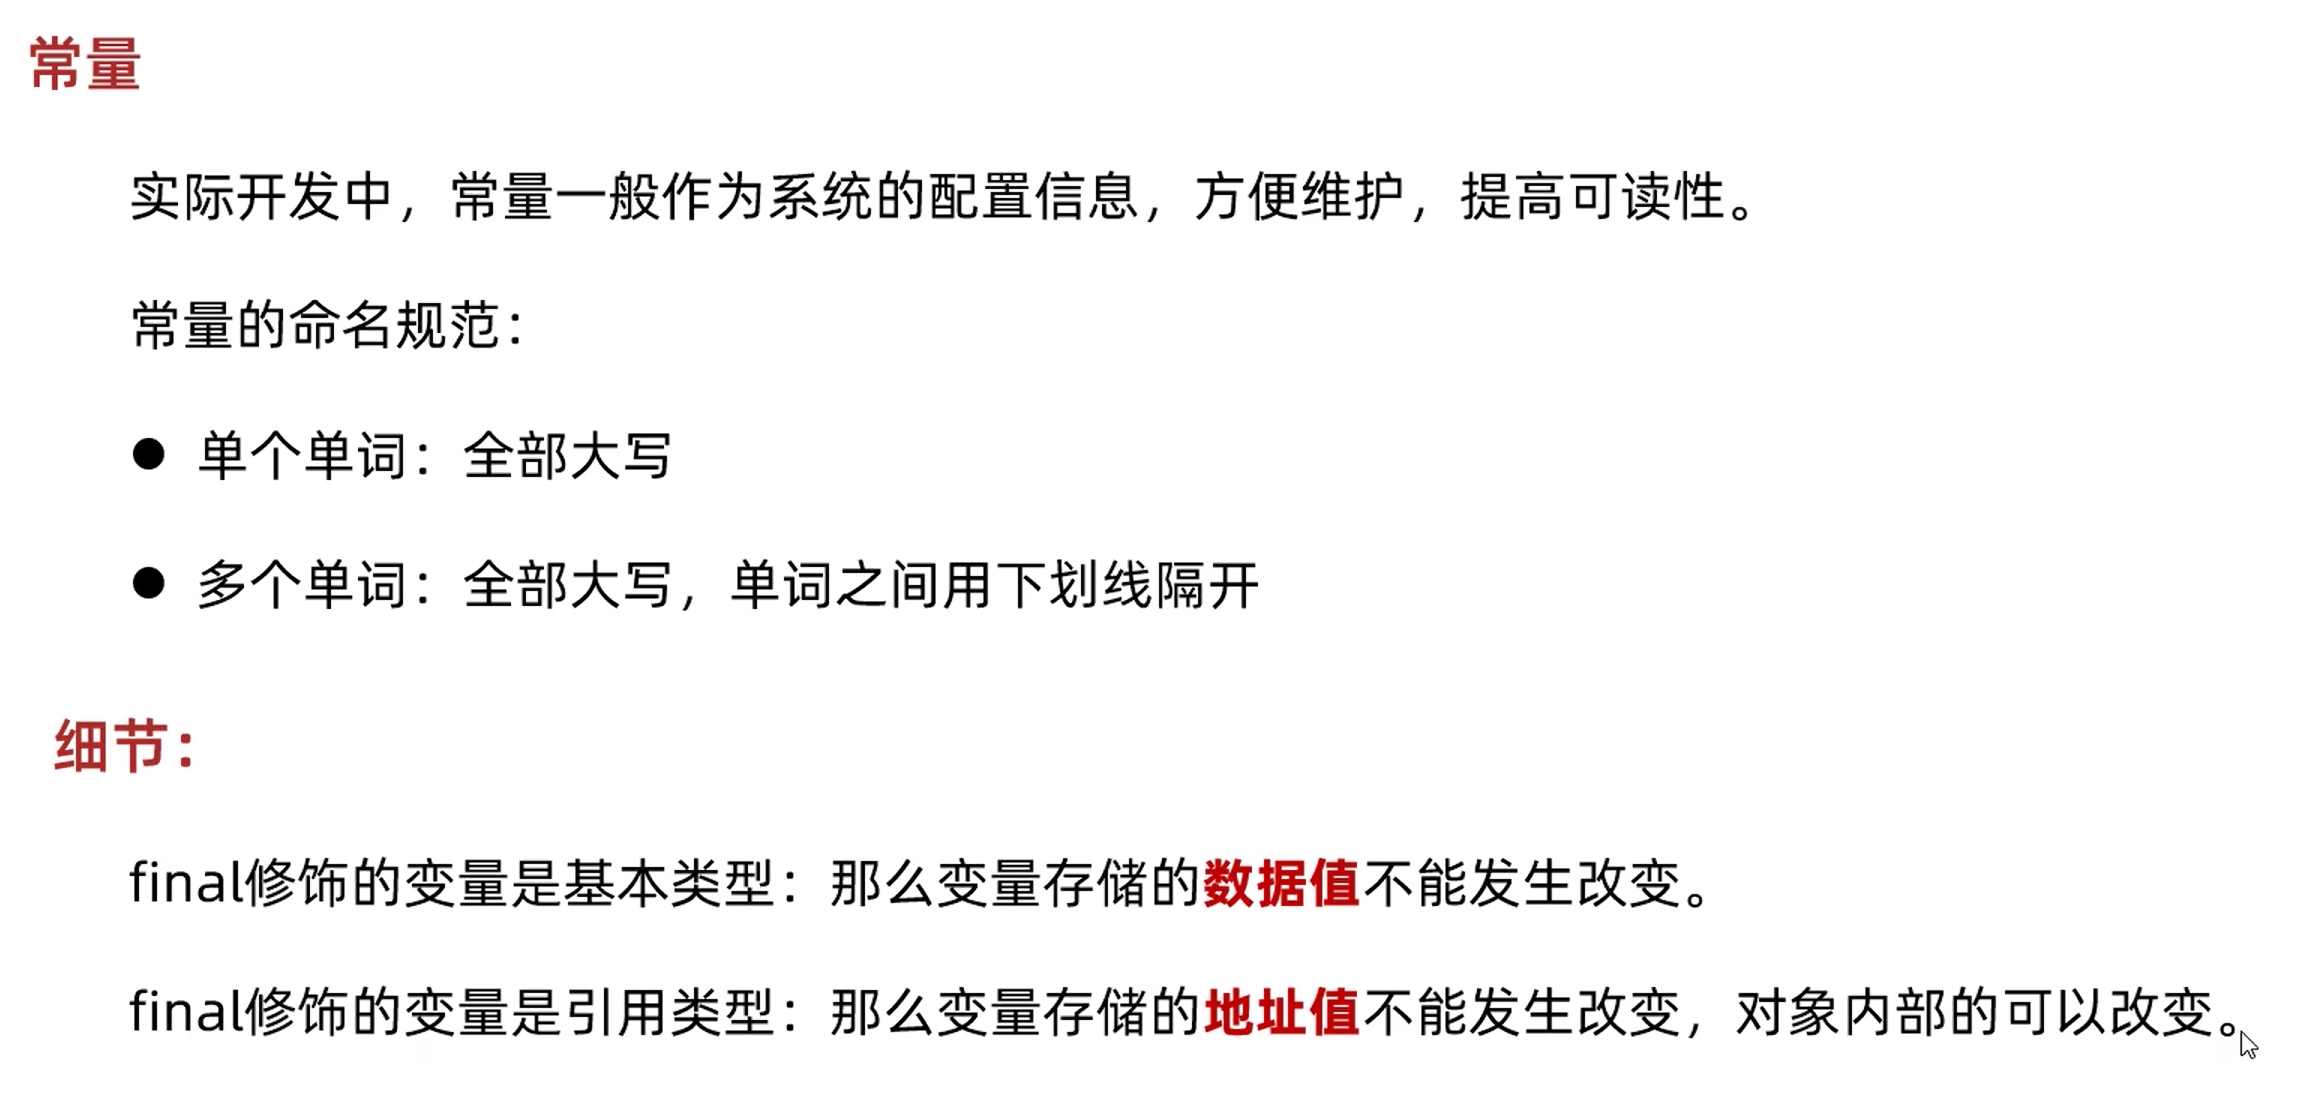 常量
实际开发中，常量一般作为系统的配置信息，方便维护，提高可读性。
常量的命名规范：
● 单个单词：全部大写
● 多个单词：全部大写，单词之间用下划线隔开
细节：
final修饰的变量是基本类型：那么变量存储的数据值不能发生改变。
final修饰的变量是引用类型：那么变量存储的地址值不能发生改变，对象内部的可以改变。